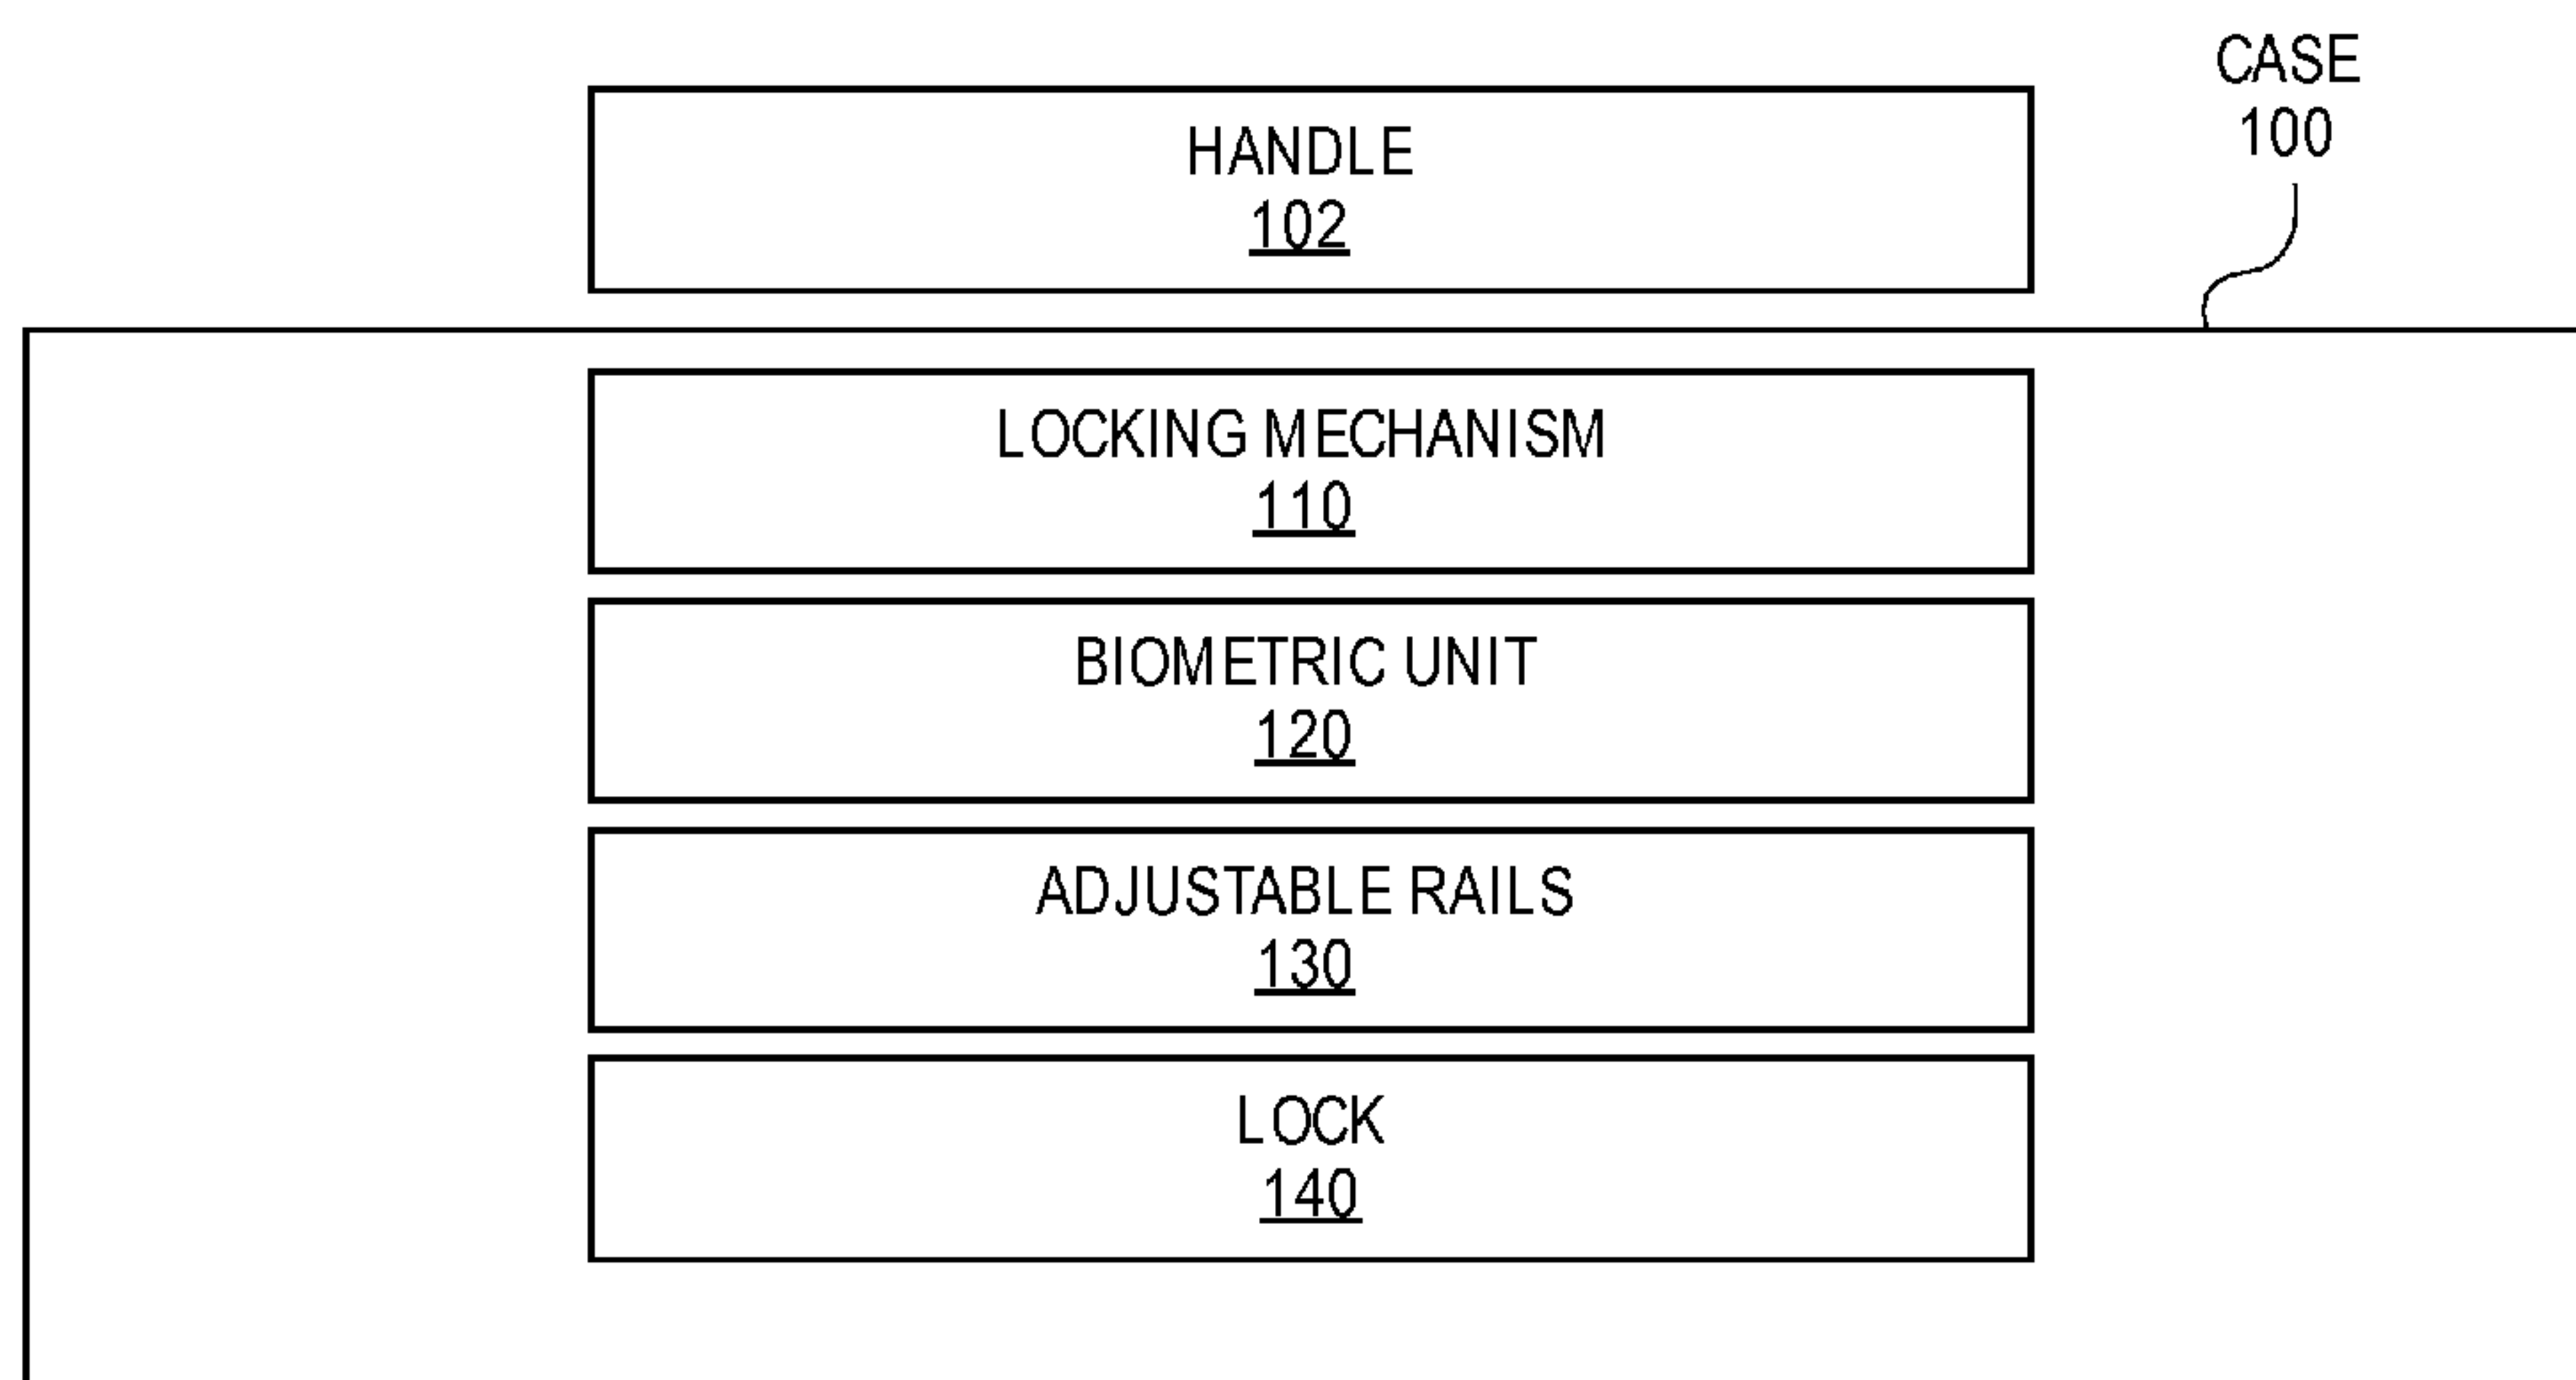 CASE
100
HANDLE
102
LOCKING MECHANISM
110
BIOMETRIC UNIT
120
ADJUSTABLE RAILS
130
LOCK
140